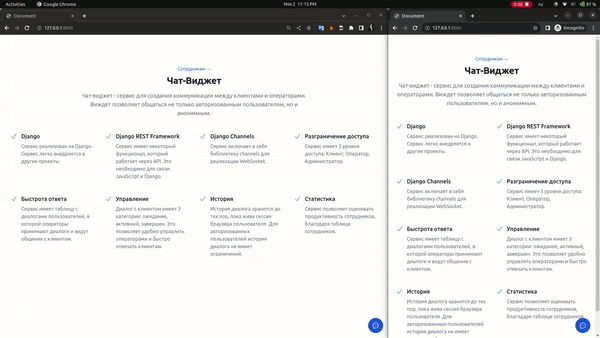 Activities Google Chrome
Nov 2 11:13 PM
ru
97 %
Document
127.0.0.1:8000
Сотрудникам →
Чат-Виджет
Чат-виджет - сервис для создания коммуникации между клиентами и операторами.
Виждет позволяет общаться не только авторизованным пользователям, но и
анонимным.
Django
Сервис реализован на Django.
Сервис легко внедряется в
другие проекты.
Django REST Framework
Сервис имеет некоторый
функционал, который
работает через API. Это
необходимо для связи
JavaScript и Django.
Django Channels
Сервис включает в себя
библиотеку channels для
реализации WebSocket.
Разграничение доступа
Сервис имеет 3 уровня
доступа: Клиент, Оператор,
Администратор.
Быстрота ответа
Сервис имеет таблицу с
диалогами пользователей, в
которой операторы
принимают диалоги и ведут
общение с клиентом.
Управление
Диалог с клиентом имеет 3
категории: ожидание,
активный, завершен. Это
позволяет удобно управлять
операторами и быстро
отвечать клиентам.
История
История диалога хранится до
тех пор, пока жива сессия
браузера пользователя. Для
авторизованных
пользователей история
диалога не имеет
ограничений.
Статистика
Сервис позволяет оценивать
продуктивность сотрудников,
благодаря таблице
сотрудников.
Document
127.0.0.1:8000
Incognito
Сотрудникам →
Чат-Виджет
Чат-виджет - сервис для создания коммуникации между клиентами и
операторами. Виждет позволяет общаться не только авторизованным
пользователям, но и анонимным.
Django
Сервис реализован на Django.
Сервис легко внедряется в
другие проекты.
Django REST Framework
Сервис имеет некоторый
функционал, который работает
через API. Это необходимо для
связи JavaScript и Django.
Django Channels
Сервис включает в себя
библиотеку channels для
реализации WebSocket.
Разграничение доступа
Сервис имеет 3 уровня доступа:
Клиент, Оператор,
Администратор.
Быстрота ответа
Сервис имеет таблицу с
диалогами пользователей, в
которой операторы принимают
диалоги и ведут общение с
клиентом.
Управление
Диалог с клиентом имеет 3
категории: ожидание, активный,
завершен. Это позволяет удобно
управлять операторами и быстро
отвечать клиентам.
История
История диалога хранится до тех
пор, пока жива сессия браузера
пользователя. Для
авторизованных пользователей
история диалога не имеет
Статистика
Сервис позволяет оценивать
продуктивность сотрудников,
благодаря таблице